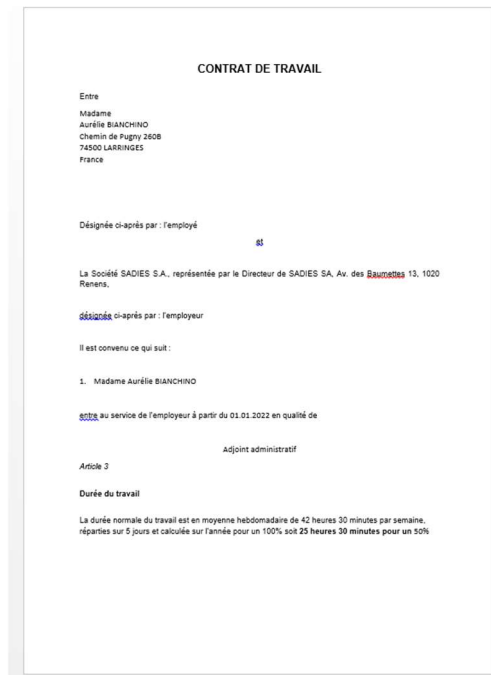 CONTRAT DE TRAVAIL
Entre
Madame
Aurélie BIANCHINO
Chemin de Pugny 260B
74500 LARRINGES
France
Désignée ci-après par : l'employé
et
La Société SADIES S.A., représentée par le Directeur de SADIES SA, Av. des Baumettes 13, 1020
Renens,
désignée ci-après par : l'employeur
Il est convenu ce qui suit :
1. Madame Aurélie BIANCHINO
entre au service de l'employeur à partir du 01.01.2022 en qualité de
Adjoint administratif
Article 3
Durée du travail
La durée normale du travail est en moyenne hebdomadaire de 42 heures 30 minutes par semaine,
réparties sur 5 jours et calculée sur l'année pour un 100% soit 25 heures 30 minutes pour un 50%